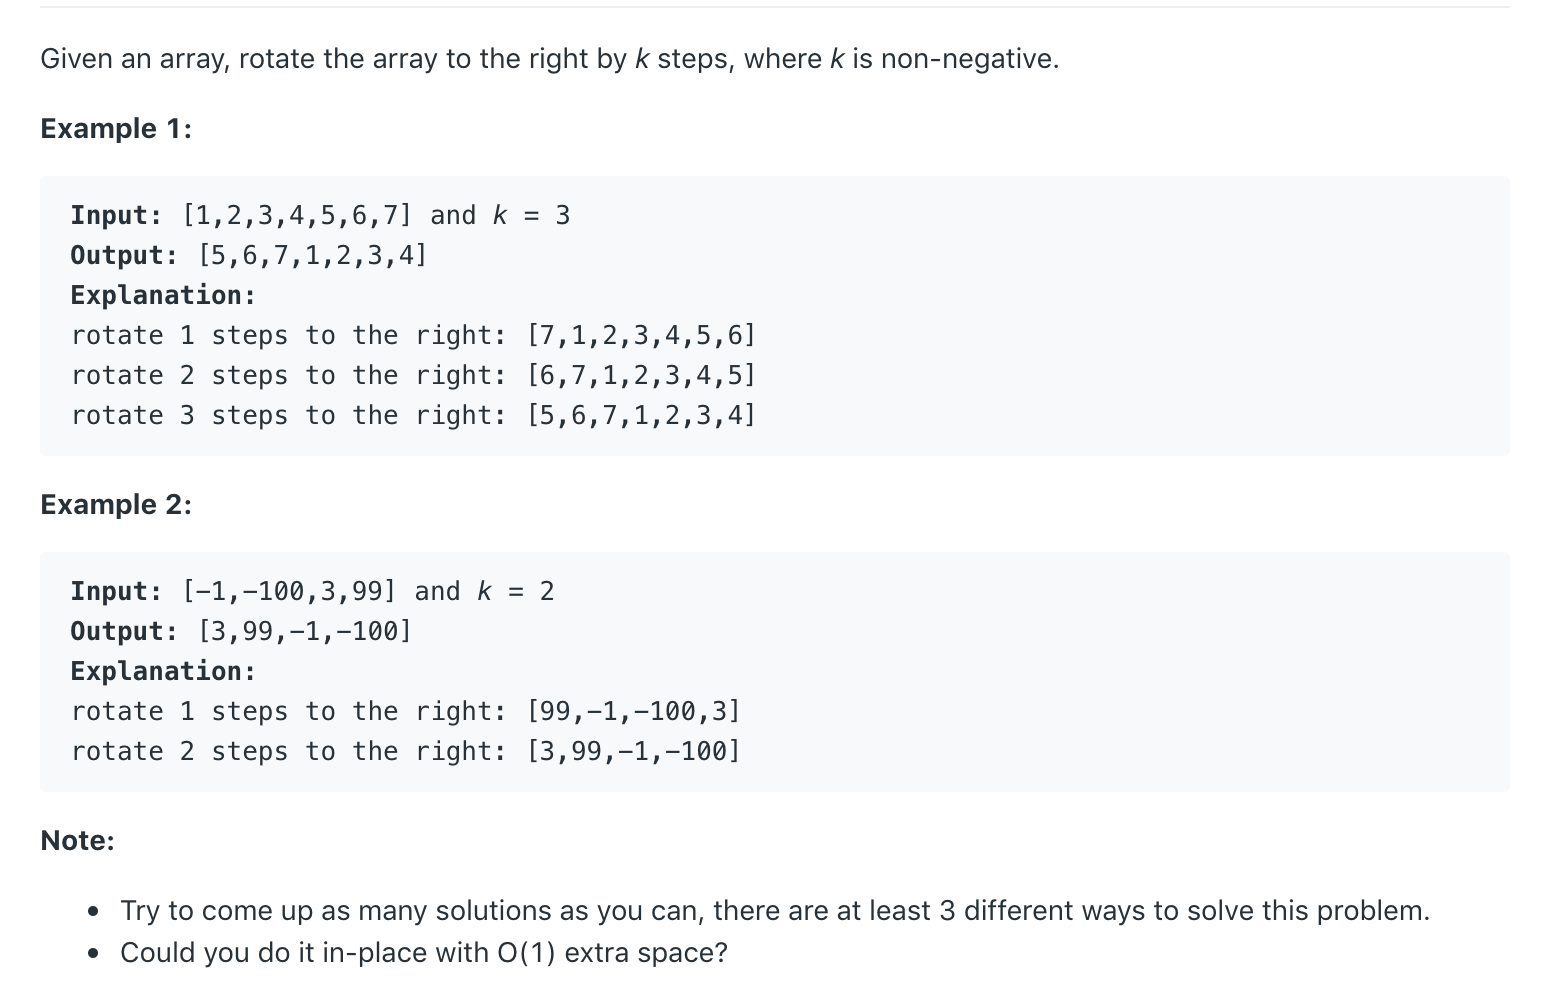 Given an array, rotate the array to the right by k steps, where k is non-negative.
Example 1:
Input: [1,2,3,4,5,6,7] and k = 3
Output: [5,6,7,1,2,3,4]
Explanation:
rotate 1 steps to the right: [7,1,2,3,4,5,6]
rotate 2 steps to the right: [6,7,1,2,3,4,5]
rotate 3 steps to the right: [5,6,7,1,2,3,4]
Example 2:
Input: [−1,−100,3,99] and k = 2
Output: [3,99,−1,−100]
Explanation:
rotate 1 steps to the right: [99,−1,−100,3]
rotate 2 steps to the right: [3,99,−1,−100]
Note:
• Try to come up as many solutions as you can, there are at least 3 different ways to solve this problem.
• Could you do it in-place with O(1) extra space?